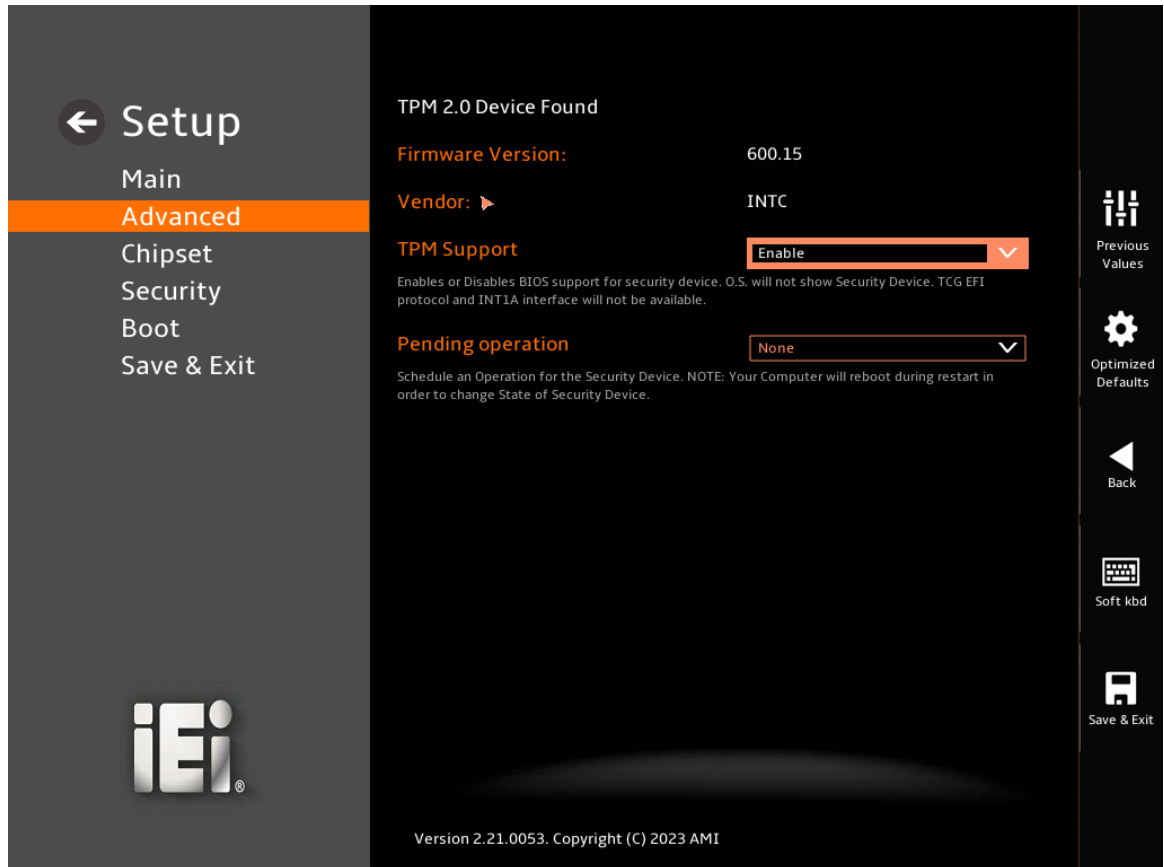 Setup
Main
Advanced
Chipset
Security
Boot
Save & Exit
TPM 2.0 Device Found
Firmware Version: 600.15
Vendor: INTC
TPM Support Enable
Enables or Disables BIOS support for security device. O.S. will not show Security Device. TCG EFI
protocol and INT1A interface will not be available.
Pending operation None
Schedule an Operation for the Security Device. NOTE: Your Computer will reboot during restart in
order to change State of Security Device.
Previous
Values
Optimized
Defaults
Back
Soft kbd
Save & Exit
iEi®
Version 2.21.0053. Copyright (C) 2023 AMI